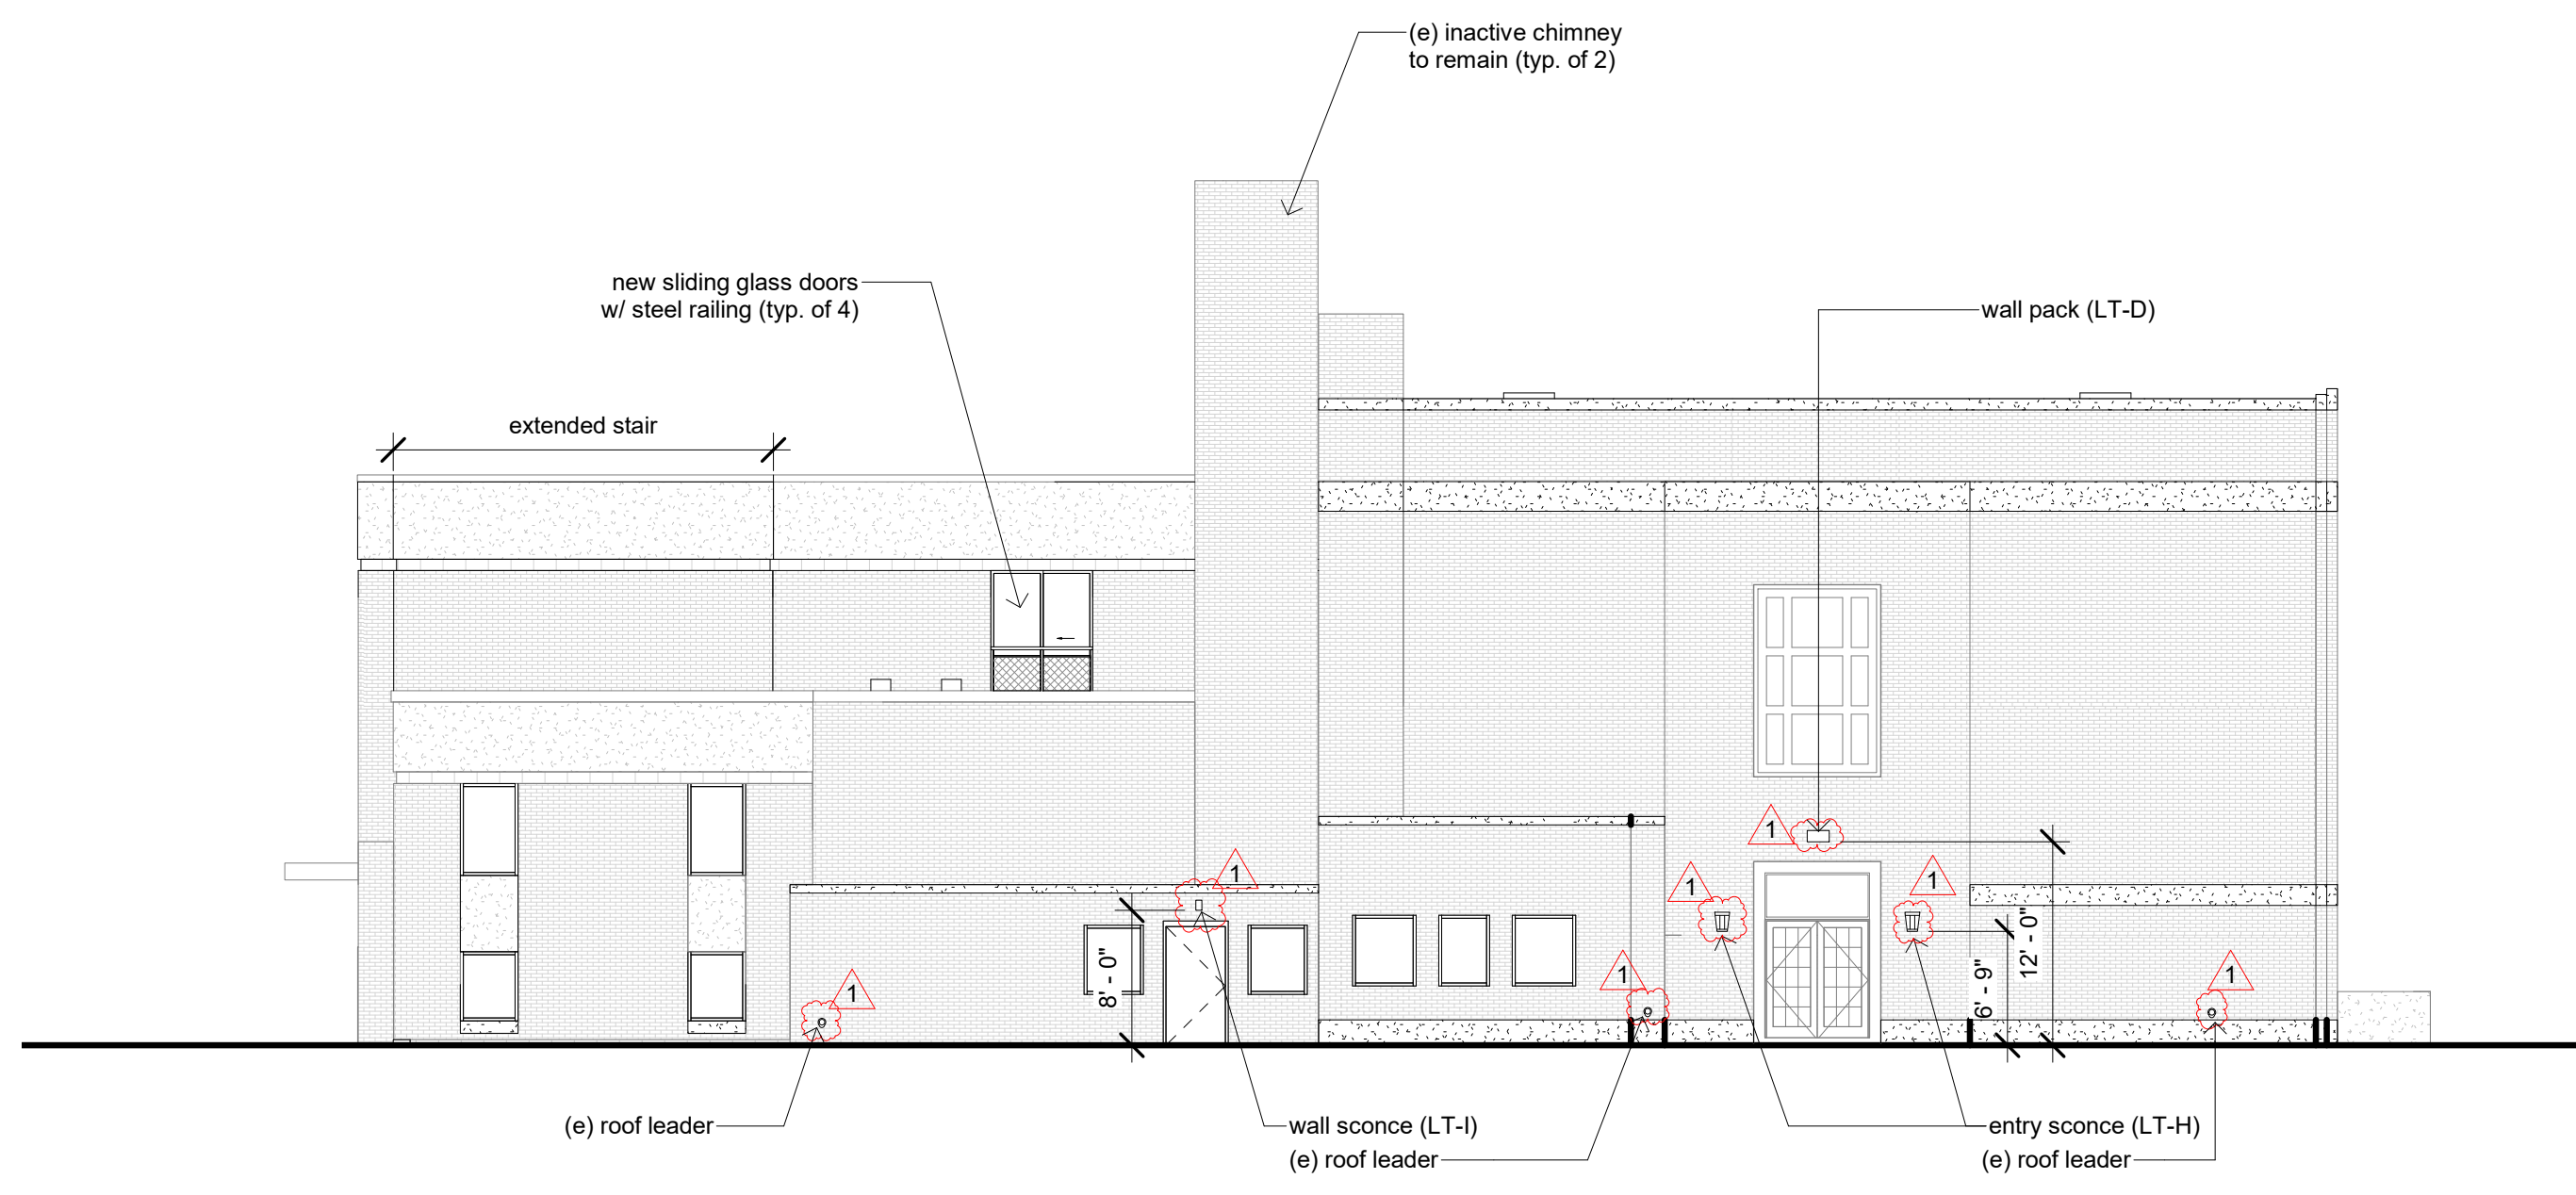 (e) inactive chimney
to remain (typ. of 2)
new sliding glass doors
w/ steel railing (typ. of 4)
wall pack (LT-D)
extended stair
1
1
1
1
1
1
1
8' - 0"
6' - 9"
12' - 0"
(e) roof leader
wall sconce (LT-I)
entry sconce (LT-H)
(e) roof leader
(e) roof leader